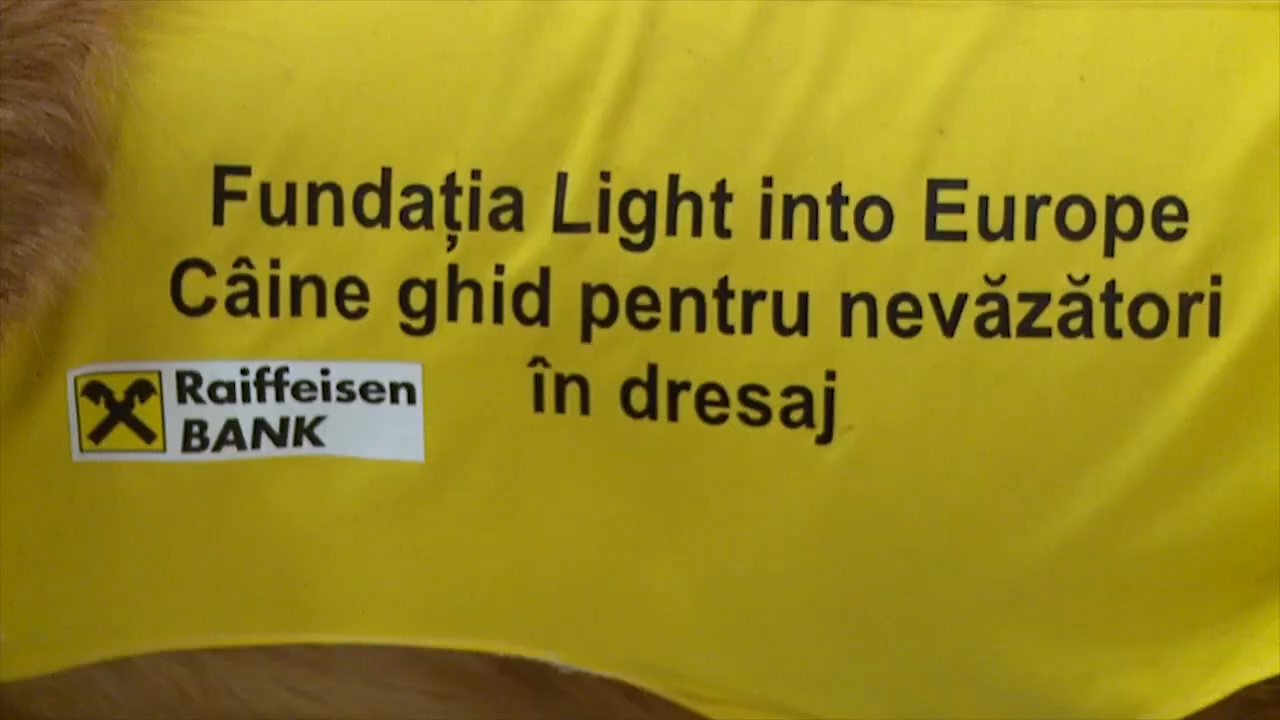 Fundația Light into Europe
Câine ghid pentru nevăzători
în dresaj
Raiffeisen
BANK